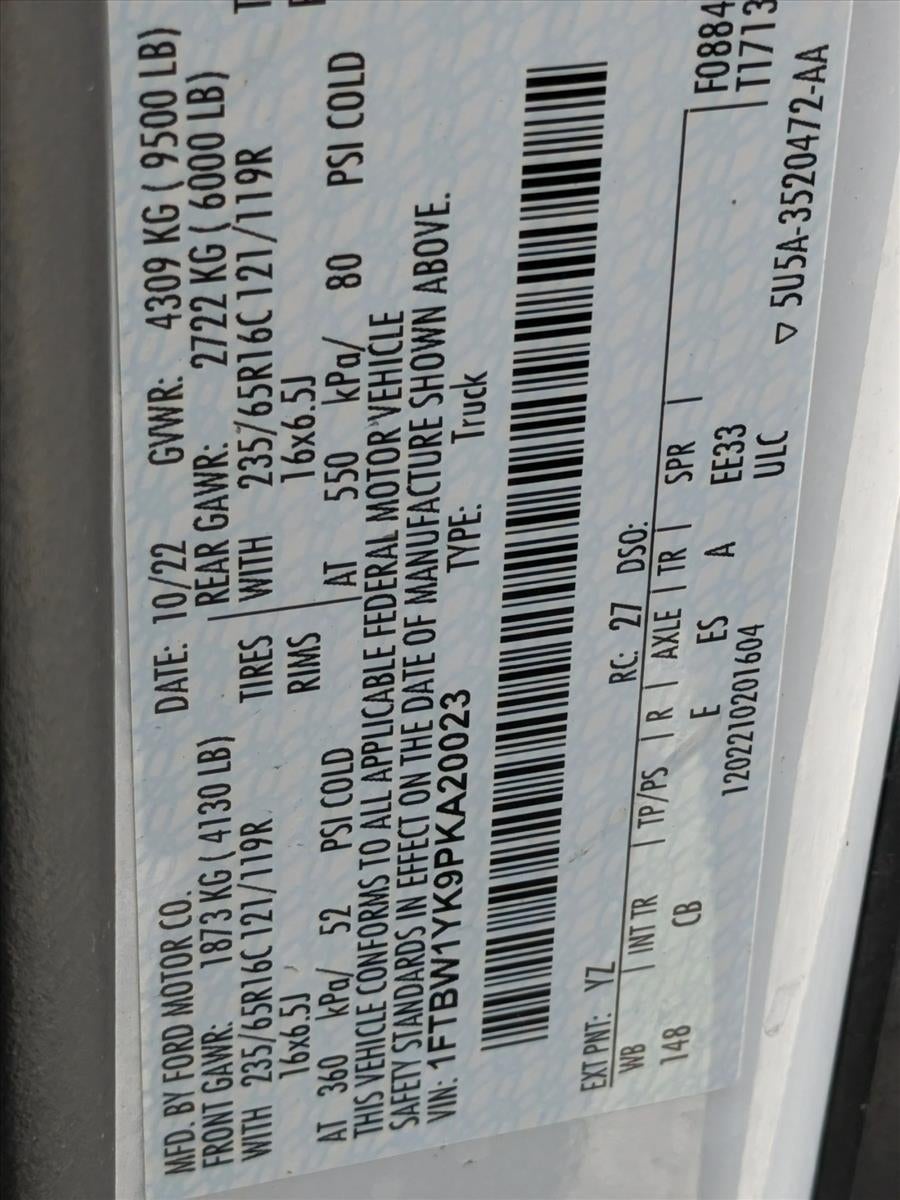 MFD. BY FORD MOTOR CO. DATE: 10/22 GVWR: 4309 KG ( 9500 LB)
FRONT GAWR: 1873 KG ( 4130 LB) REAR GAWR: 2722 KG ( 6000 LB)
WITH 235/65R16C 121/119R TIRES WITH 235/65R16C 121/119R
16x6.5J RIMS 16x6.5J
AT 360 kPa/ 52 PSI COLD AT 550 kPa/ 80 PSI COLD
THIS VEHICLE CONFORMS TO ALL APPLICABLE FEDERAL MOTOR VEHICLE
SAFETY STANDARDS IN EFFECT ON THE DATE OF MANUFACTURE SHOWN ABOVE.
VIN: 1FTBW1YK9PKA20023 TYPE: Truck
EXT PNT: YZ RC: 27 DSO:
WB | INT TR | TP/PS | R | AXLE | TR | SPR | F0884
148 CB E ES A EE33 T1713
120221020160​4 ULC
▽ 5U5A-3520472-AA